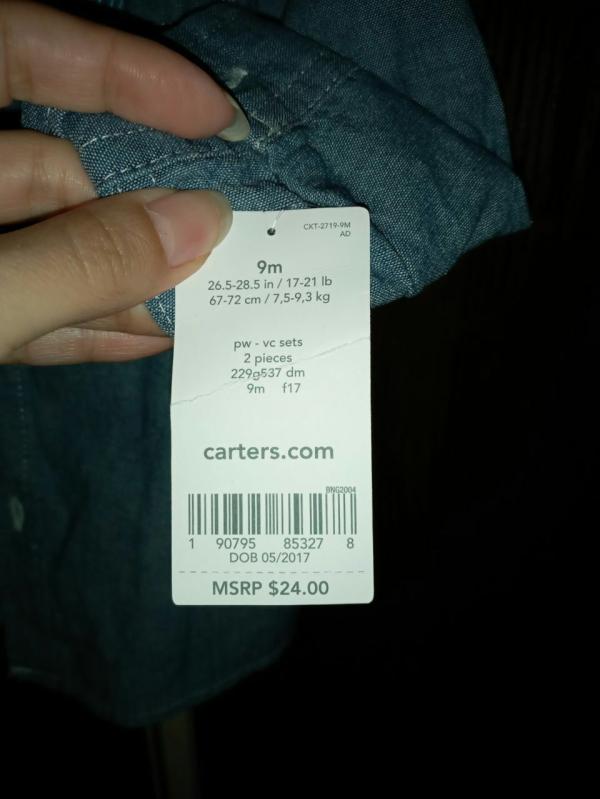 CXT-2719-9M
AD
9m
26.5-28.5 in / 17-21 lb
67-72 cm / 7,5-9,3 kg
pw - vc sets
2 pieces
229g537 dm
9m f17
carters.com
BNG2004
1 90795 85327 8
DOB 05/2017
MSRP $24.00